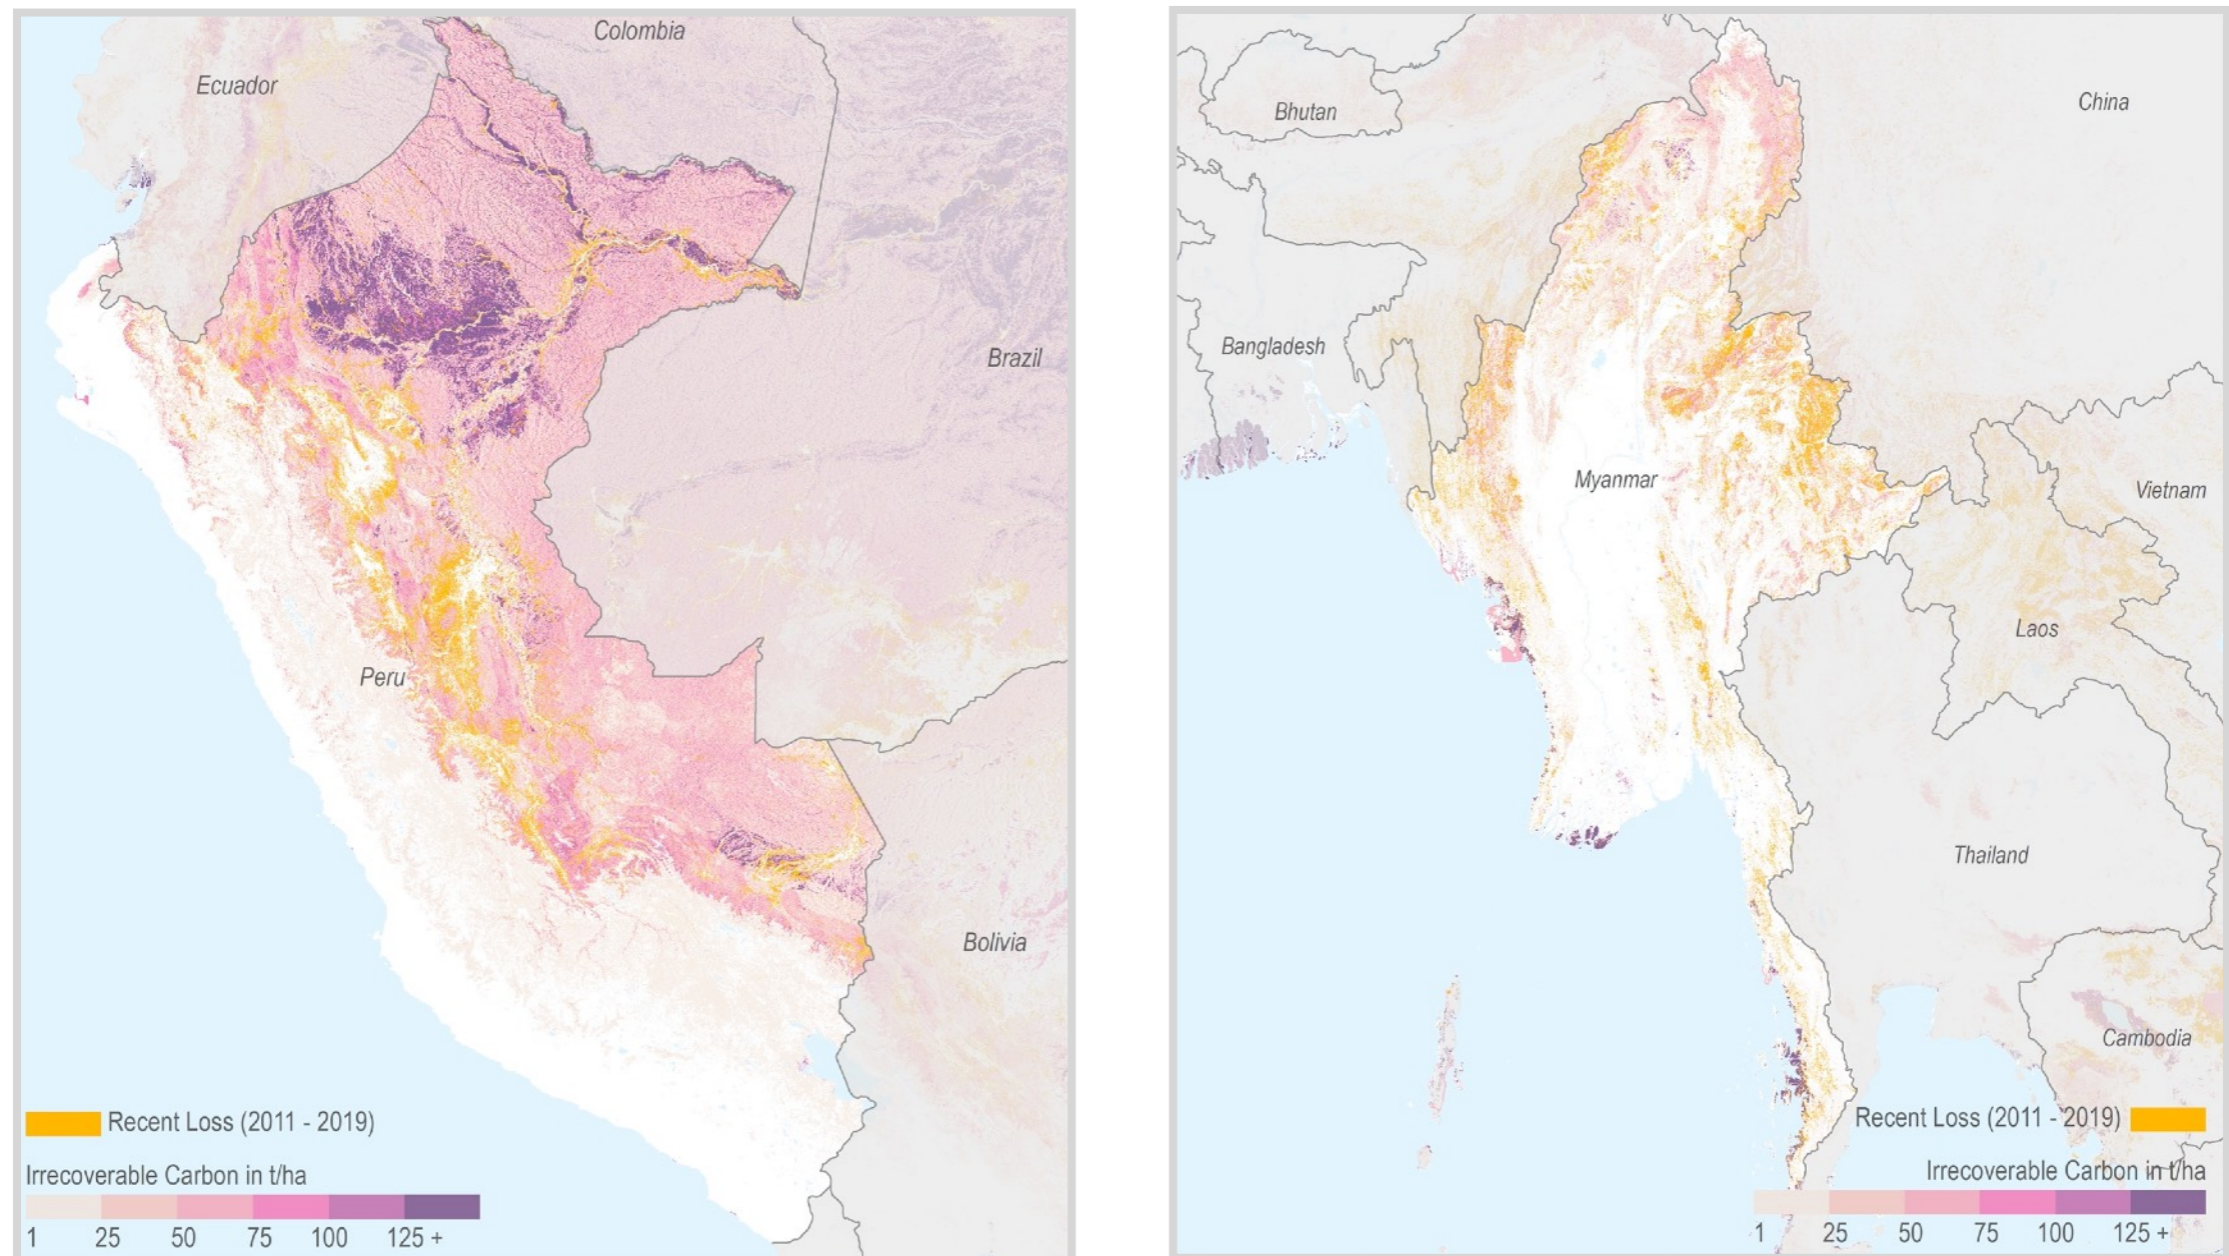 Colombia
Ecuador
Brazil
Peru
Bolivia
Recent Loss (2011 - 2019)
Irrecoverable Carbon in t/ha
1 25 50 75 100 125 +
Bhutan
China
Bangladesh
Myanmar
Vietnam
Laos
Thailand
Cambodia
Recent Loss (2011 - 2019)
Irrecoverable Carbon in t/ha
1 25 50 75 100 125 +